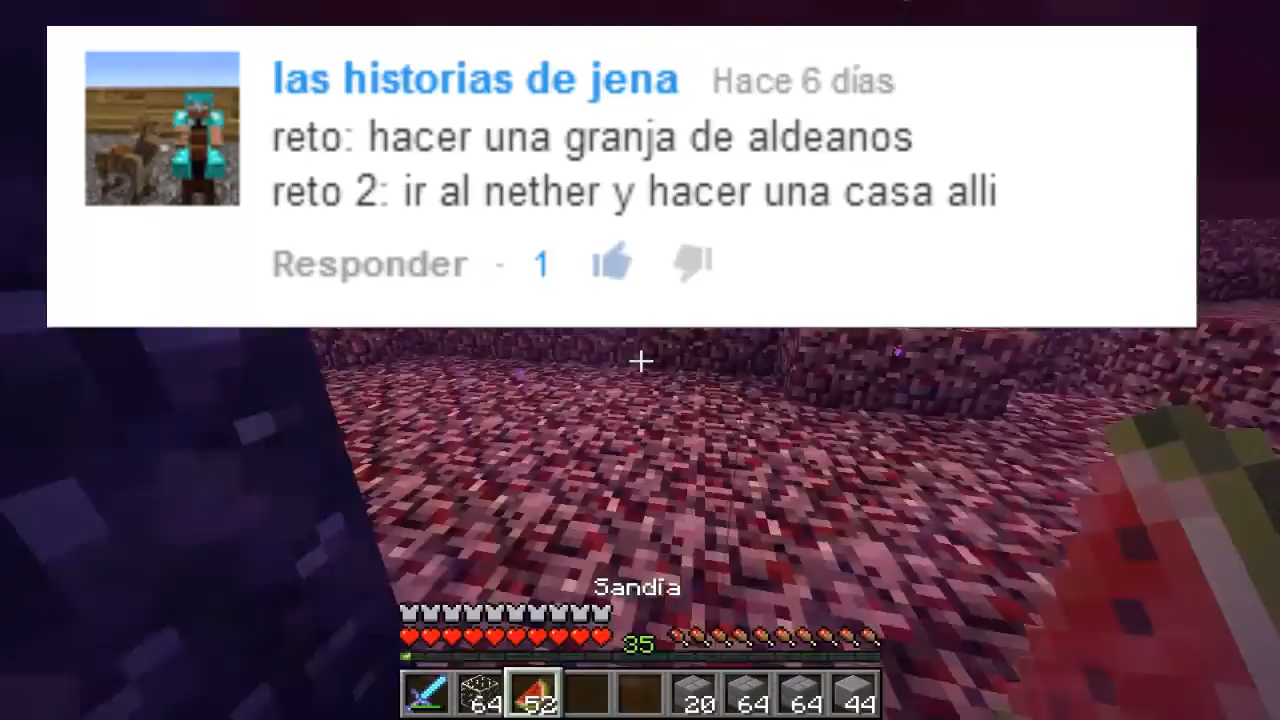 las historias de jena Hace 6 días
reto: hacer una granja de aldeanos
reto 2: ir al nether y hacer una casa alli
Responder · 1
Sandía
35
64 52 20 64 64 44